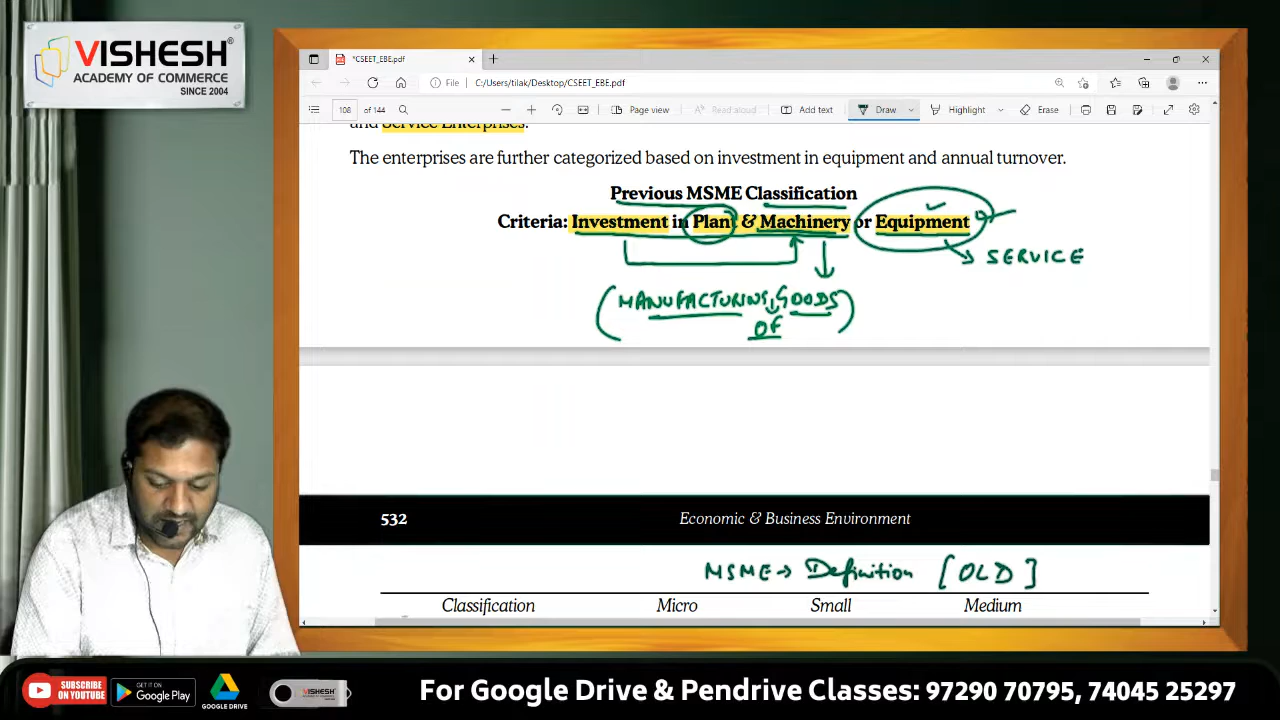 VISHESH®
ACADEMY OF COMMERCE
SINCE 2004
*CSEET_EBE.pdf
File C:/Users/tilak/Desktop/CSEET_EBE.pdf
108 of 144 Page view Read aloud Add text Draw Highlight Erase
and Service Enterprises.
The enterprises are further categorized based on investment in equipment and annual turnover.
Previous MSME Classification
Criteria: Investment in Plant & Machinery or Equipment
SERVICE
(MANUFACTURING GOODS)
OF
532 Economic & Business Environment
MSME → Definition [OLD]
Classification Micro Small Medium
SUBSCRIBE
ON YOUTUBE
GET IT ON
Google Play
GOOGLE DRIVE
VISHESH
For Google Drive & Pendrive Classes: 97290 70795, 74045 25297